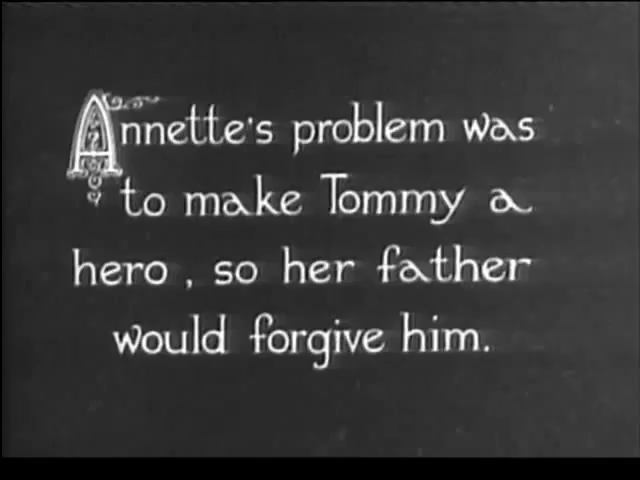 Annette's problem was
to make Tommy a
hero, so her father
would forgive him.